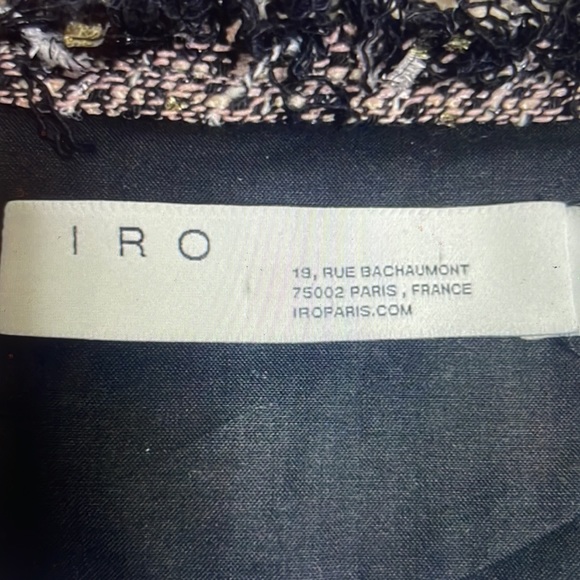 IRO
19, RUE BACHAUMONT
75002 PARIS , FRANCE
IROPARIS.COM